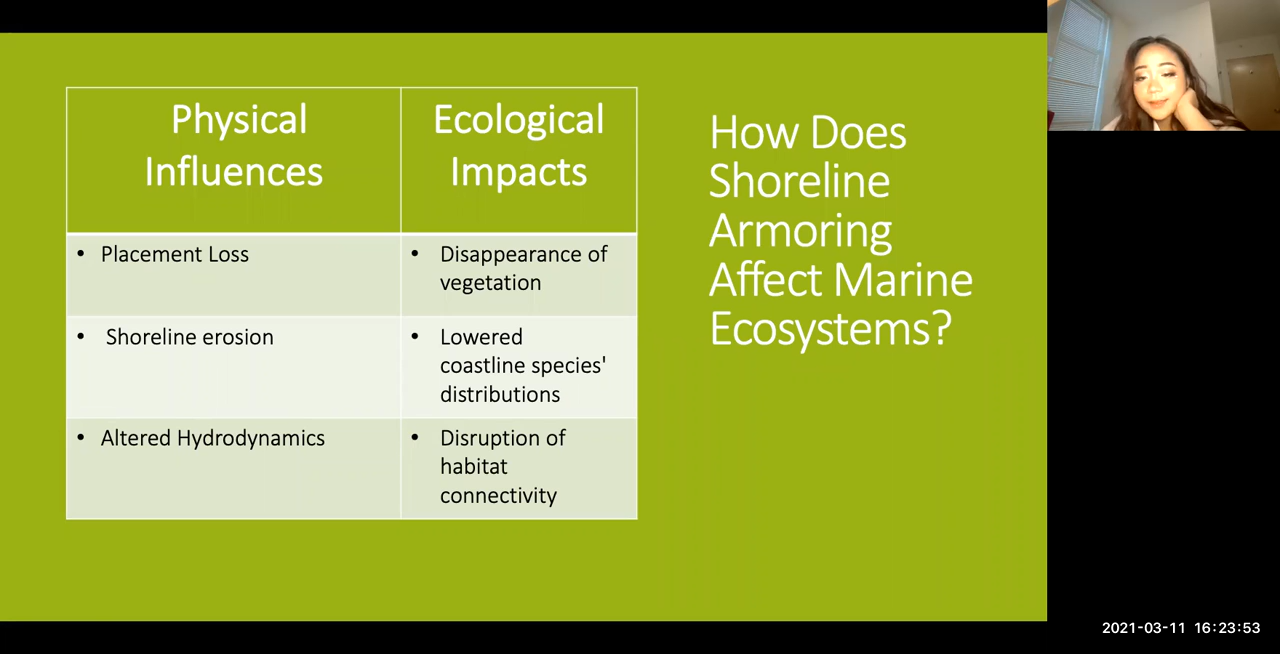 Physical
Influences
Ecological
Impacts
• Placement Loss
• Disappearance of
vegetation
• Shoreline erosion
• Lowered
coastline species'
distributions
• Altered Hydrodynamics
• Disruption of
habitat
connectivity
How Does
Shoreline
Armoring
Affect Marine
Ecosystems?
2021-03-11 16:23:53